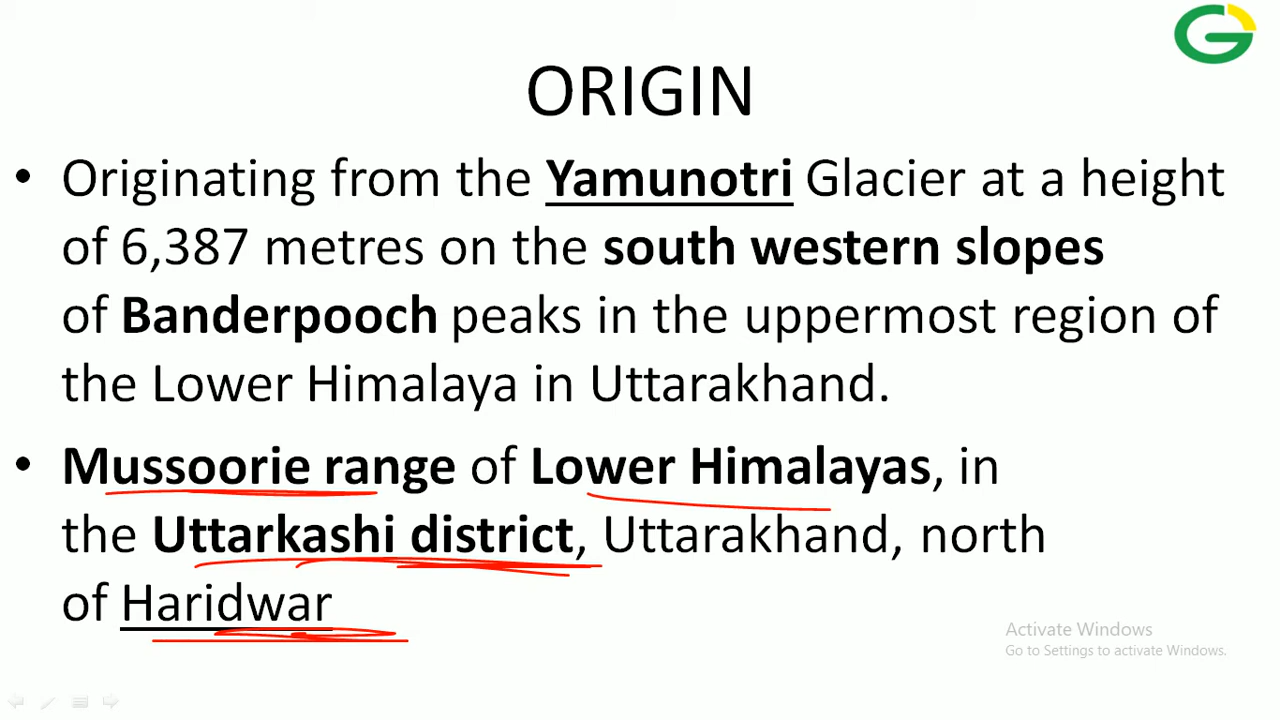 ORIGIN
• Originating from the Yamunotri Glacier at a height
of 6,387 metres on the south western slopes
of Banderpooch peaks in the uppermost region of
the Lower Himalaya in Uttarakhand.
• Mussoorie range of Lower Himalayas, in
the Uttarkashi district, Uttarakhand, north
of Haridwar
Activate Windows
Go to Settings to activate Windows.